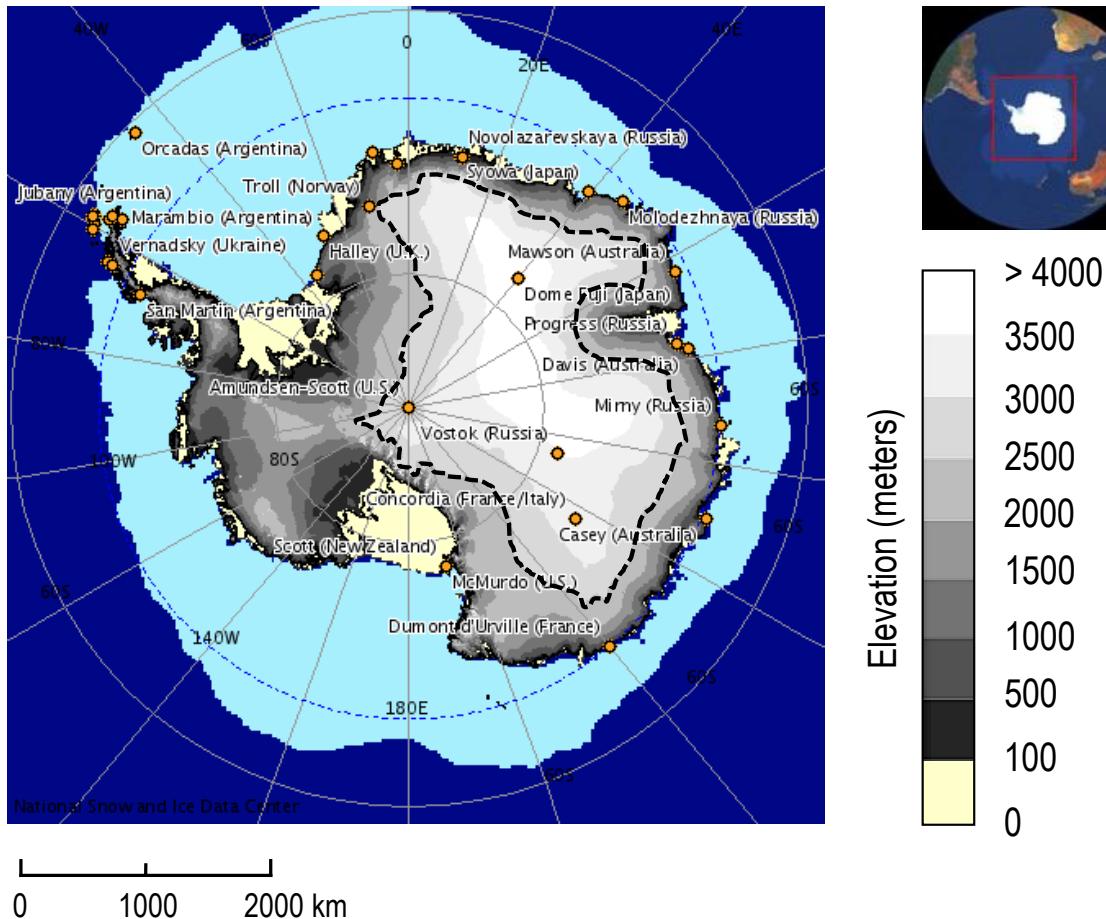 40W
60S
0
20E
40E
Orcadas (Argentina)
Novolazarevskaya (Russia)
Syowa (Japan)
Jubany (Argentina)
Troll (Norway)
Marambio (Argentina)
Molodezhnaya (Russia)
Vernadsky (Ukraine)
Halley (U.K.)
Mawson (Australia)
Dome Fuji (Japan)
San Martin (Argentina)
Progress (Russia)
80W
Davis (Australia)
Amundsen-Scott (U.S.)
60S
Mirny (Russia)
Vostok (Russia)
100W
80S
Concordia (France/Italy)
60S
Casey (Australia)
Scott (New Zealand)
McMurdo (U.S.)
60S
Dumont d'Urville (France)
140W
60S
180E
60S
National Snow and Ice Data Center
0 1000 2000 km
Elevation (meters)
> 4000
3500
3000
2500
2000
1500
1000
500
100
0